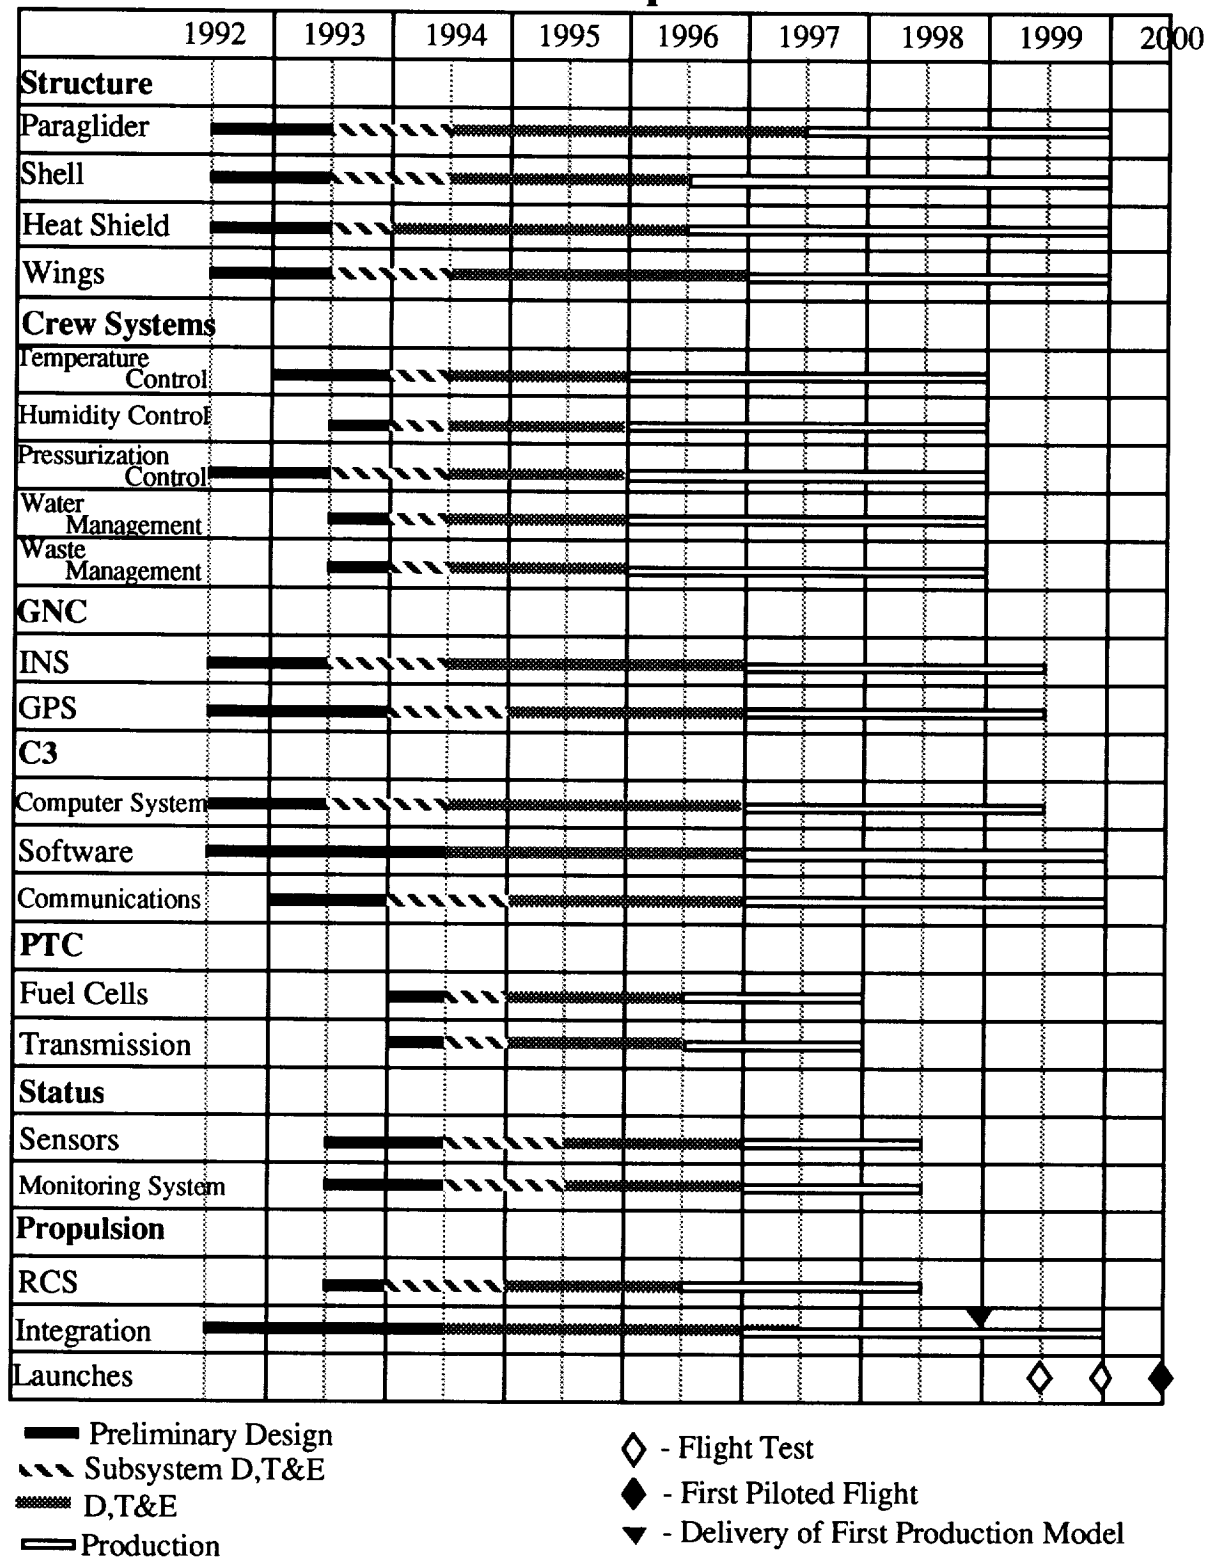 1992 1993 1994 1995 1996 1997 1998 1999 2000
Structure
Paraglider
Shell
Heat Shield
Wings
Crew Systems
Temperature
Control
Humidity Control
Pressurization
Control
Water
Management
Waste
Management
GNC
INS
GPS
C3
Computer System
Software
Communications
PTC
Fuel Cells
Transmission
Status
Sensors
Monitoring System
Propulsion
RCS
Integration
Launches
Preliminary Design
Subsystem D,T&E
D,T&E
Production
- Flight Test
- First Piloted Flight
- Delivery of First Production Model